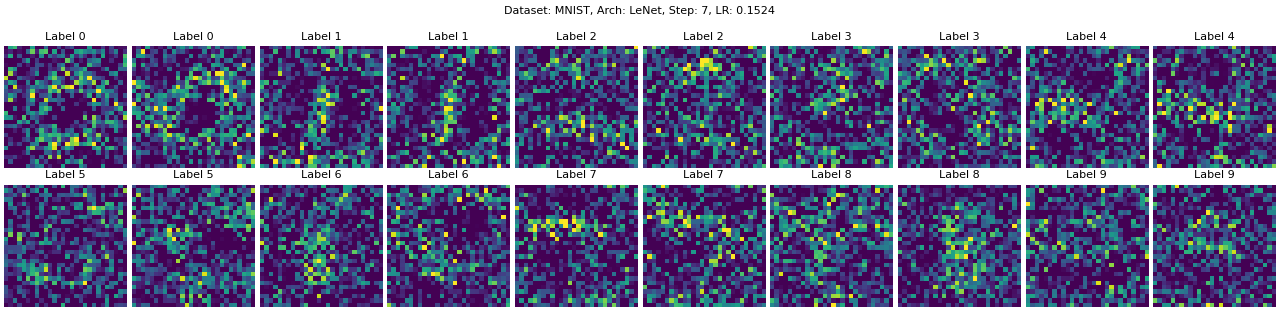 Dataset: MNIST, Arch: LeNet, Step: 7, LR: 0.1524
Label 0 Label 0 Label 1 Label 1 Label 2 Label 2 Label 3 Label 3 Label 4 Label 4
Label 5 Label 5 Label 6 Label 6 Label 7 Label 7 Label 8 Label 8 Label 9 Label 9